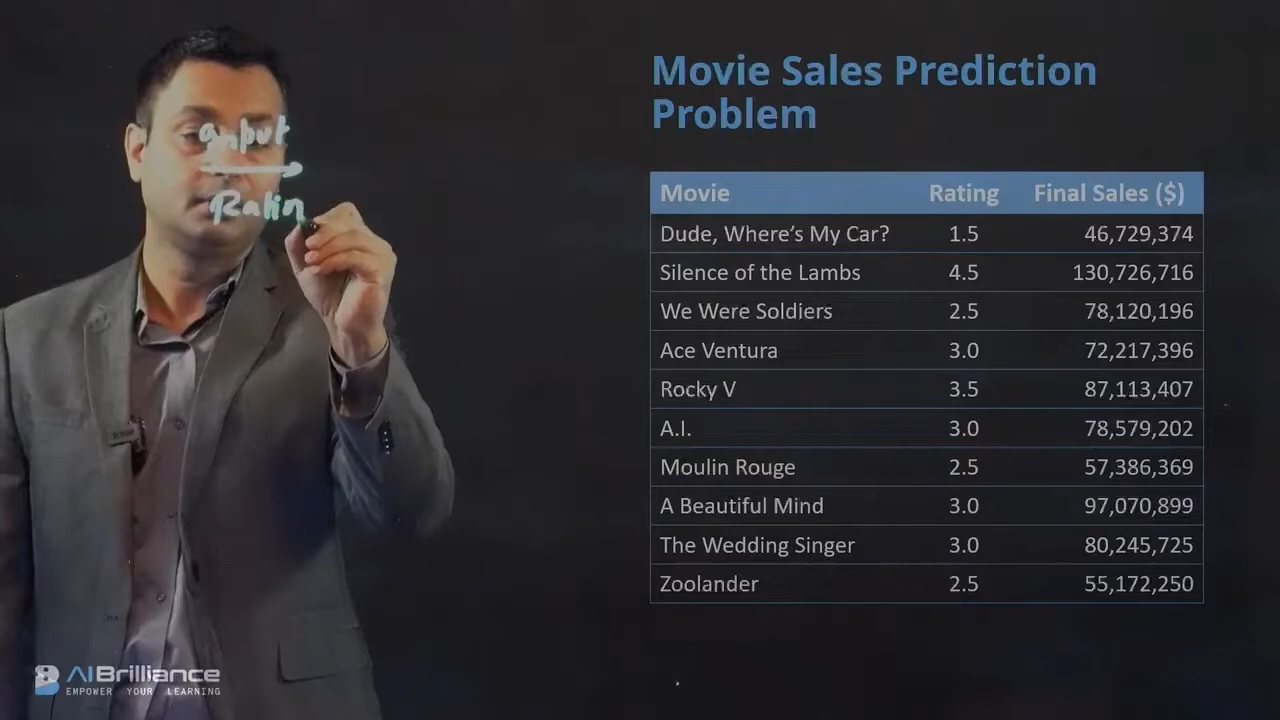 input
Ratin
Movie Sales Prediction
Problem
Movie Rating Final Sales ($)
Dude, Where’s My Car? 1.5 46,729,374
Silence of the Lambs 4.5 130,726,716
We Were Soldiers 2.5 78,120,196
Ace Ventura 3.0 72,217,396
Rocky V 3.5 87,113,407
A.I. 3.0 78,579,202
Moulin Rouge 2.5 57,386,369
A Beautiful Mind 3.0 97,070,899
The Wedding Singer 3.0 80,245,725
Zoolander 2.5 55,172,250
AIBrilliance
EMPOWER YOUR LEARNING